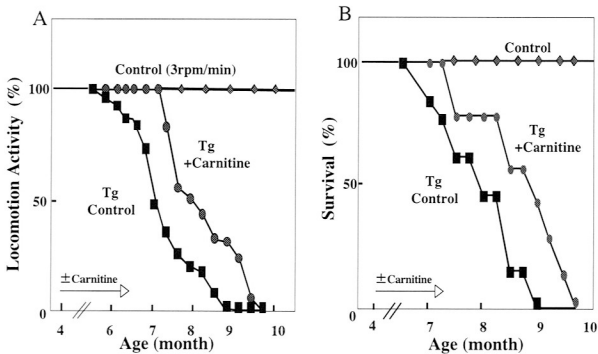 A
Control (3rpm/min)
Locomotion Activity (%)
100
50
0
Tg
+Carnitine
Tg
Control
±Carnitine
4 6 7 8 9 10
Age (month)
B
Control
Survival (%)
100
50
0
Tg
+Carnitine
Tg
Control
±Carnitine
4 7 8 9 10
Age (month)